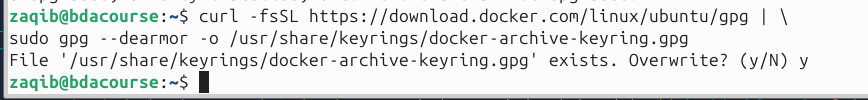 zaqib@bdacourse:~$ curl -fsSL https://download.docker.com/linux/ubuntu/gpg | \
sudo gpg --dearmor -o /usr/share/keyrings/docker-archive-keyring.gpg
File '/usr/share/keyrings/docker-archive-keyring.gpg' exists. Overwrite? (y/N) y
zaqib@bdacourse:~$